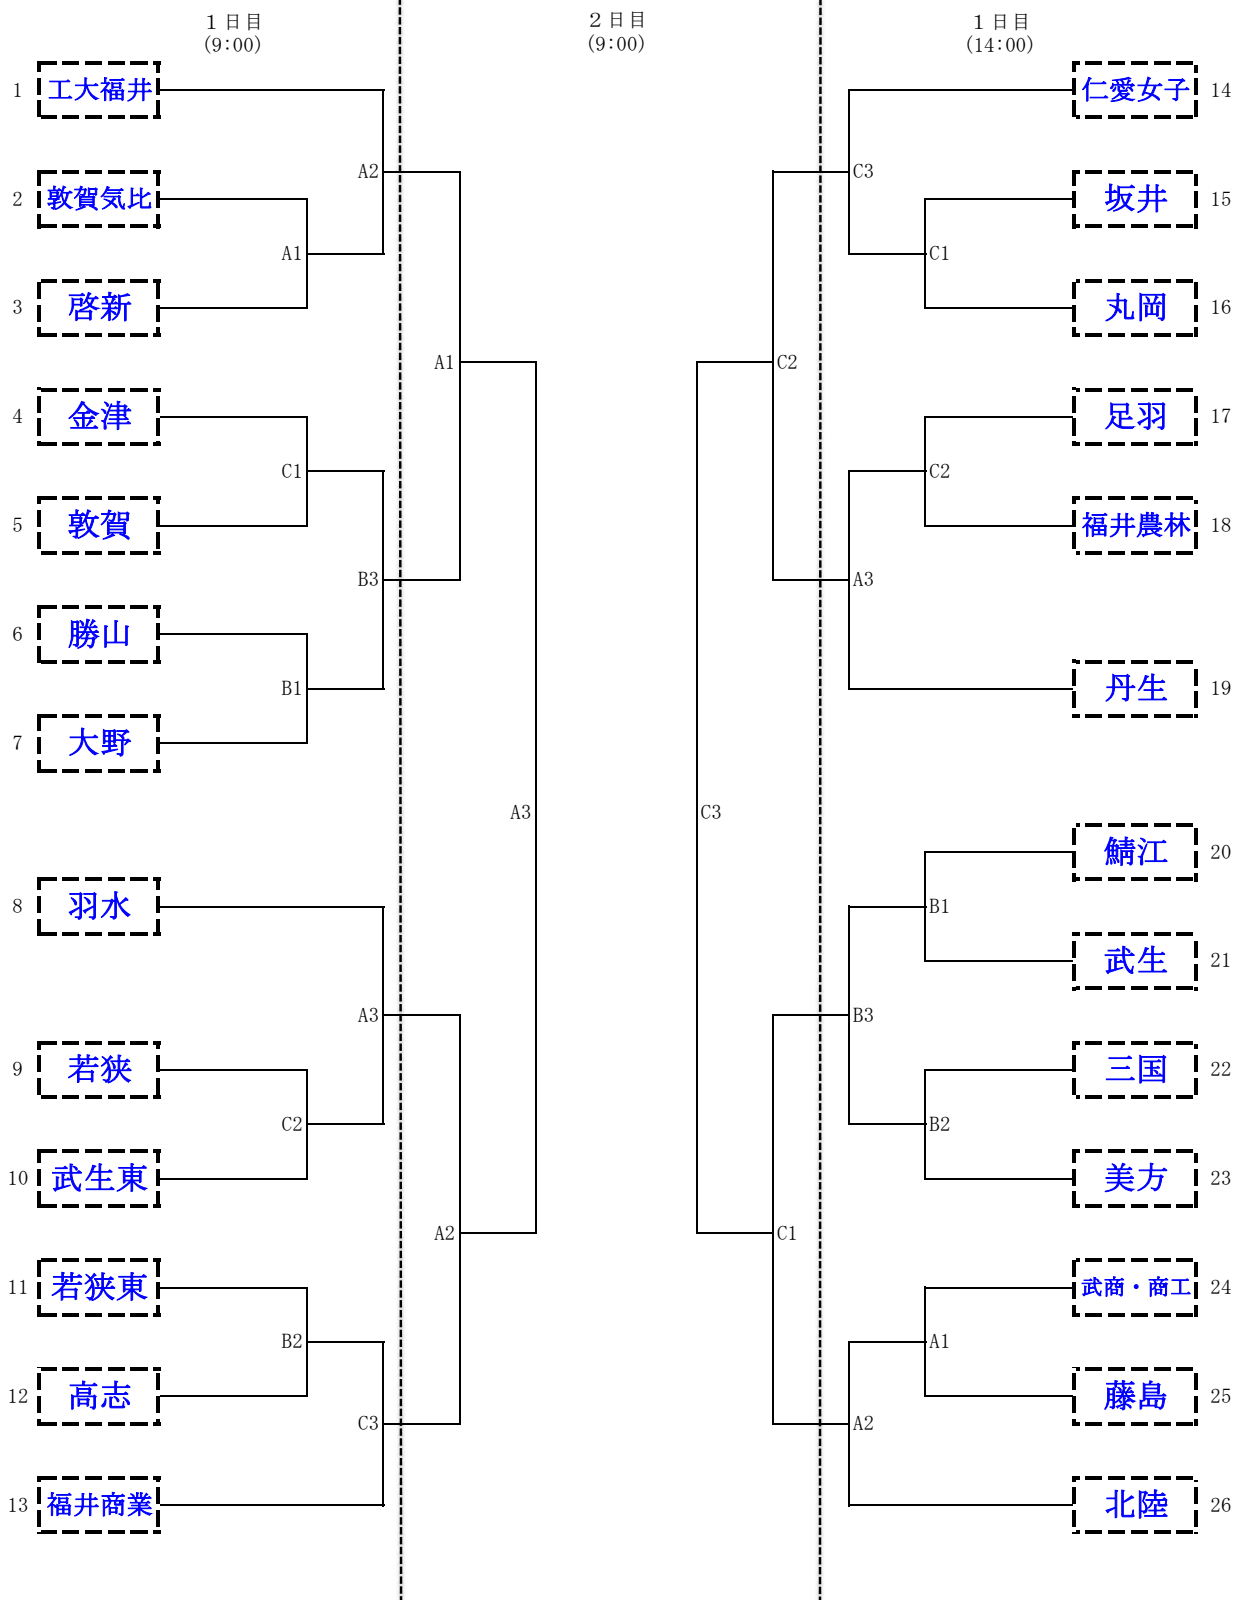 １日目
(9:00)
２日目
(9:00)
１日目
(14:00)
1 工大福井
仁愛女子 14
A2
C3
2 敦賀気比
坂井 15
A1
C1
3 啓新
丸岡 16
A1
C2
4 金津
足羽 17
C1
C2
5 敦賀
福井農林 18
B3
A3
6 勝山
B1
丹生 19
7 大野
A3
C3
鯖江 20
8 羽水
B1
武生 21
A3
B3
9 若狭
三国 22
C2
B2
10 武生東
美方 23
A2
C1
11 若狭東
武商・商工 24
B2
A1
12 高志
藤島 25
C3
A2
13 福井商業
北陸 26